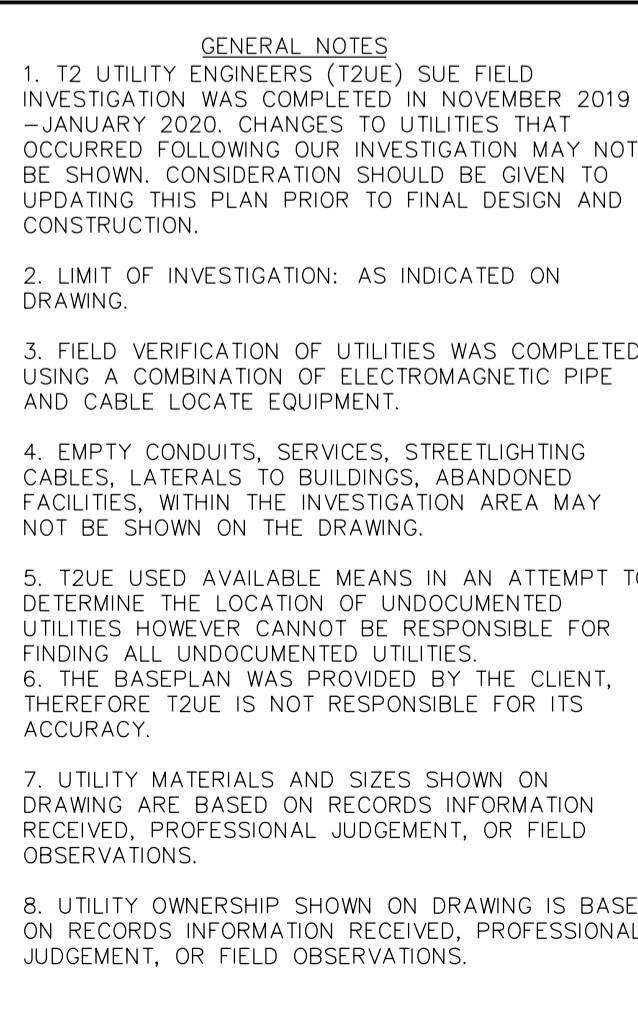 GENERAL NOTES
1. T2 UTILITY ENGINEERS (T2UE) SUE FIELD
INVESTIGATION WAS COMPLETED IN NOVEMBER 2019
–JANUARY 2020. CHANGES TO UTILITIES THAT
OCCURRED FOLLOWING OUR INVESTIGATION MAY NOT
BE SHOWN. CONSIDERATION SHOULD BE GIVEN TO
UPDATING THIS PLAN PRIOR TO FINAL DESIGN AND
CONSTRUCTION.
2. LIMIT OF INVESTIGATION: AS INDICATED ON
DRAWING.
3. FIELD VERIFICATION OF UTILITIES WAS COMPLETED
USING A COMBINATION OF ELECTROMAGNETIC PIPE
AND CABLE LOCATE EQUIPMENT.
4. EMPTY CONDUITS, SERVICES, STREETLIGHTING
CABLES, LATERALS TO BUILDINGS, ABANDONED
FACILITIES, WITHIN THE INVESTIGATION AREA MAY
NOT BE SHOWN ON THE DRAWING.
5. T2UE USED AVAILABLE MEANS IN AN ATTEMPT TO
DETERMINE THE LOCATION OF UNDOCUMENTED
UTILITIES HOWEVER CANNOT BE RESPONSIBLE FOR
FINDING ALL UNDOCUMENTED UTILITIES.
6. THE BASEPLAN WAS PROVIDED BY THE CLIENT,
THEREFORE T2UE IS NOT RESPONSIBLE FOR ITS
ACCURACY.
7. UTILITY MATERIALS AND SIZES SHOWN ON
DRAWING ARE BASED ON RECORDS INFORMATION
RECEIVED, PROFESSIONAL JUDGEMENT, OR FIELD
OBSERVATIONS.
8. UTILITY OWNERSHIP SHOWN ON DRAWING IS BASE
ON RECORDS INFORMATION RECEIVED, PROFESSIONAL
JUDGEMENT, OR FIELD OBSERVATIONS.